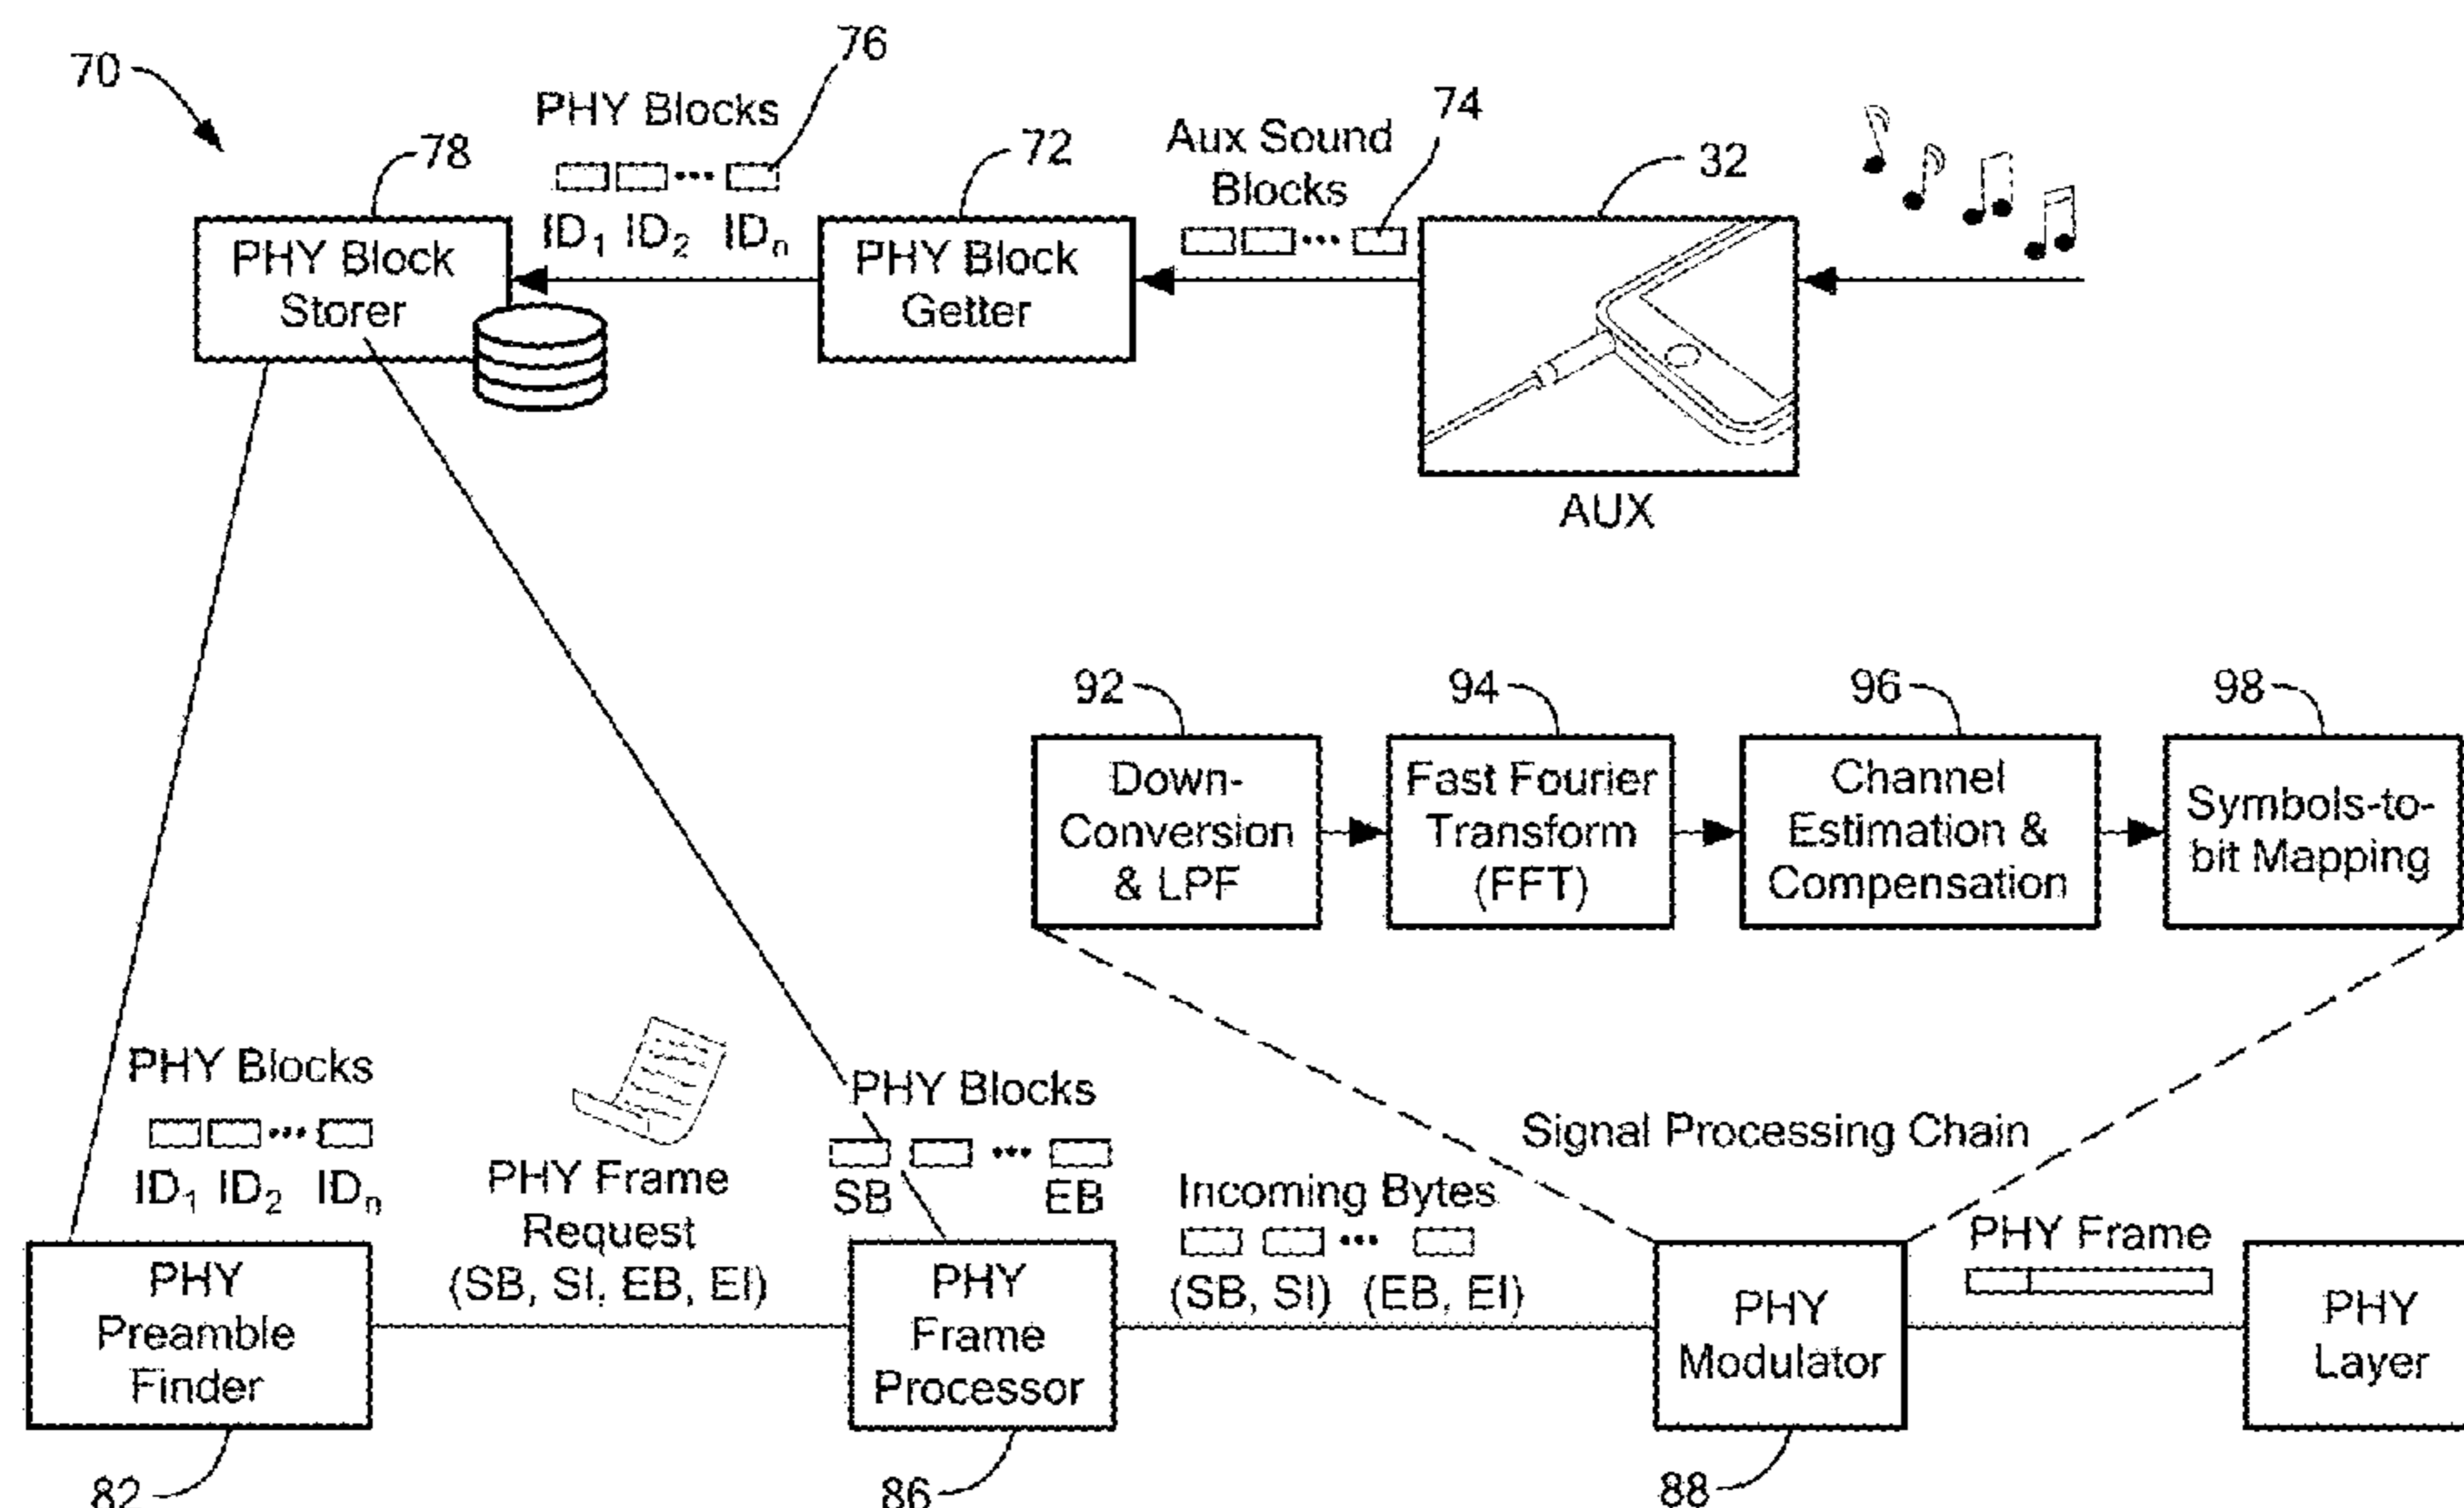 70
76
PHY Blocks
ID1 ID2 ••• IDn
78
PHY Block
Storer
72
PHY Block
Getter
74
Aux Sound
Blocks
•••
32
AUX
92
Down-
Conversion
& LPF
94
Fast Fourier
Transform
(FFT)
96
Channel
Estimation &
Compensation
98
Symbols-to-
bit Mapping
Signal Processing Chain
PHY Blocks
•••
ID1 ID2 IDn
PHY Frame
Request
(SB, SI, EB, EI)
PHY Blocks
•••
SB EB
Incoming Bytes
•••
(SB, SI) (EB, EI)
PHY Frame
PHY
Preamble
Finder
82
PHY
Frame
Processor
86
PHY
Modulator
88
PHY
Layer